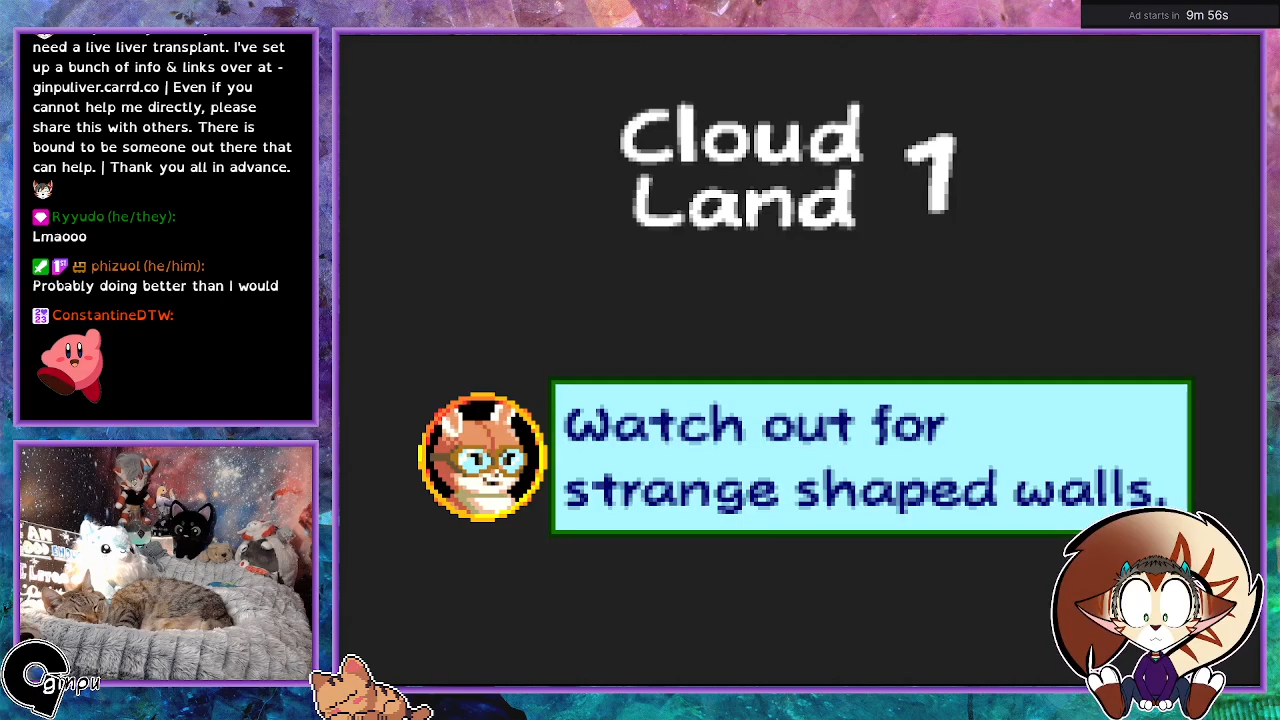 Ad starts in 9m 56s
need a live liver transplant. I've set
up a bunch of info & links over at -
ginpuliver.carrd.co | Even if you
cannot help me directly, please
share this with others. There is
bound to be someone out there that
can help. | Thank you all in advance.
Ryyudo (he/they):
Lmaooo
phizuol (he/him):
Probably doing better than I would
ConstantineDTW:
Cloud
Land 1
Watch out for
strange shaped walls.
ginpu